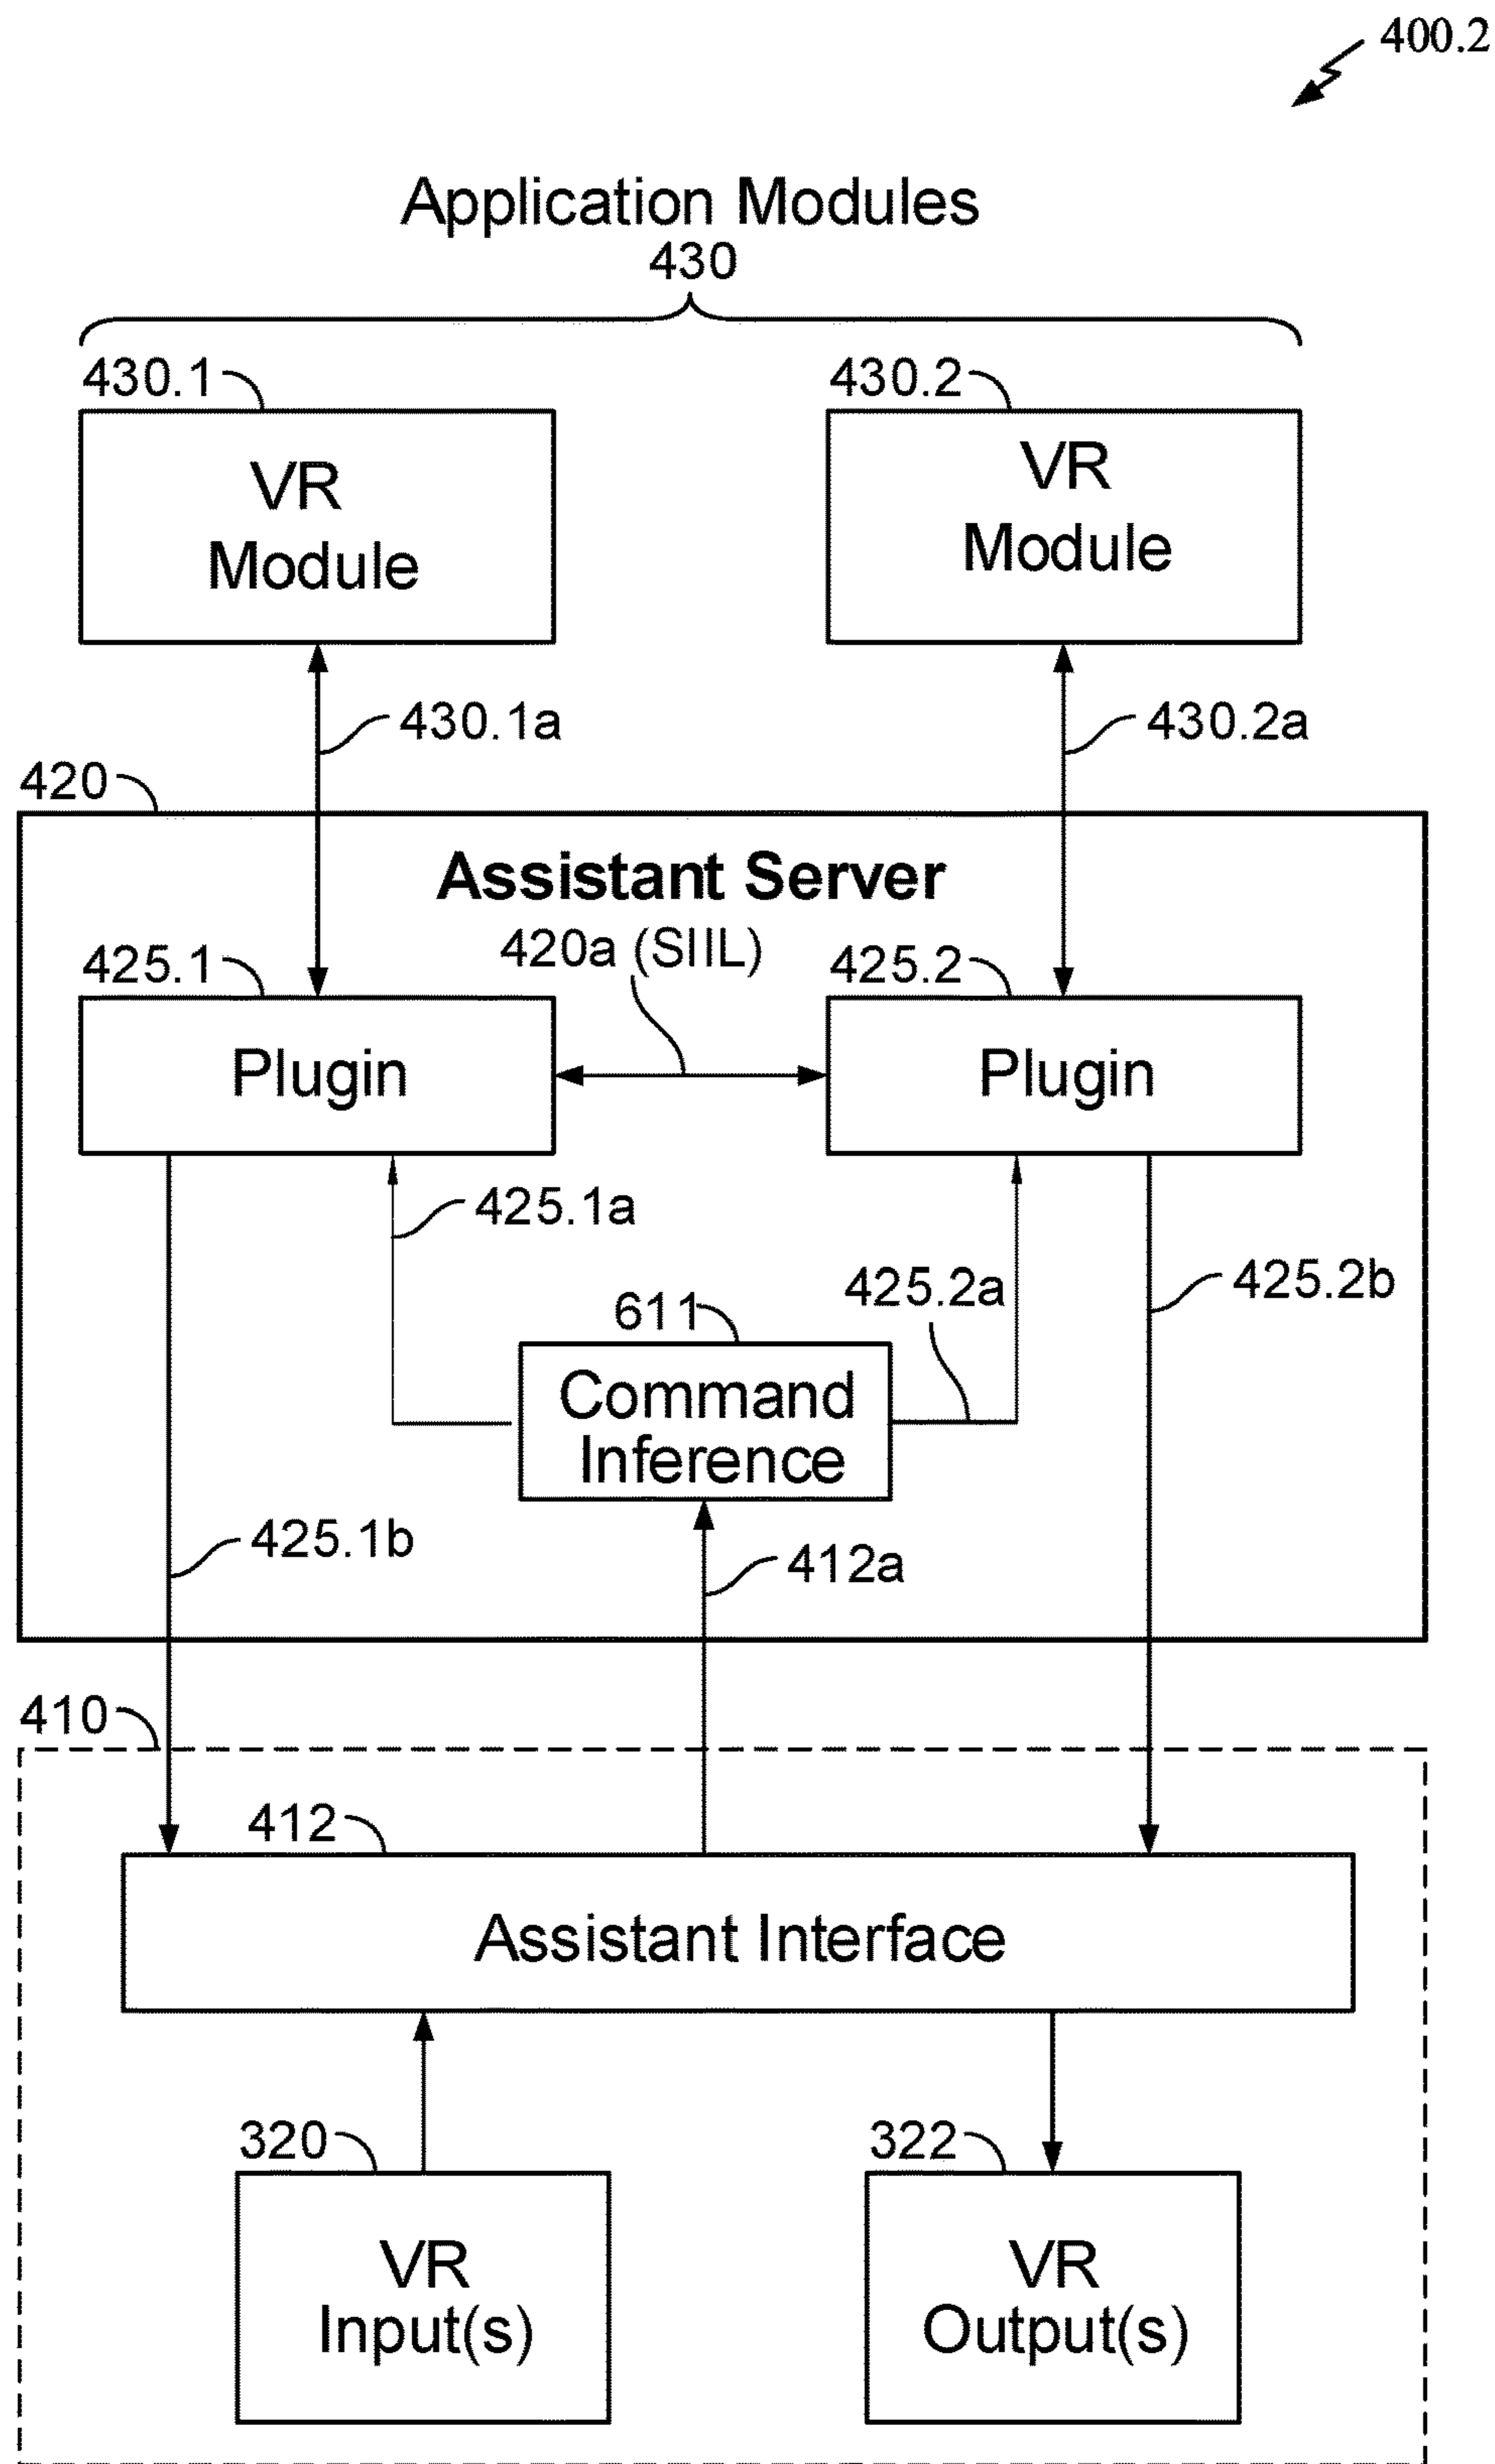 400.2
Application Modules
430
430.1
430.2
VR
Module
VR
Module
430.1a
430.2a
420
Assistant Server
420a (SIIL)
425.1
425.2
Plugin
Plugin
425.1a
425.2a
425.2b
611
Command
Inference
425.1b
412a
410
412
Assistant Interface
320
322
VR
Input(s)
VR
Output(s)